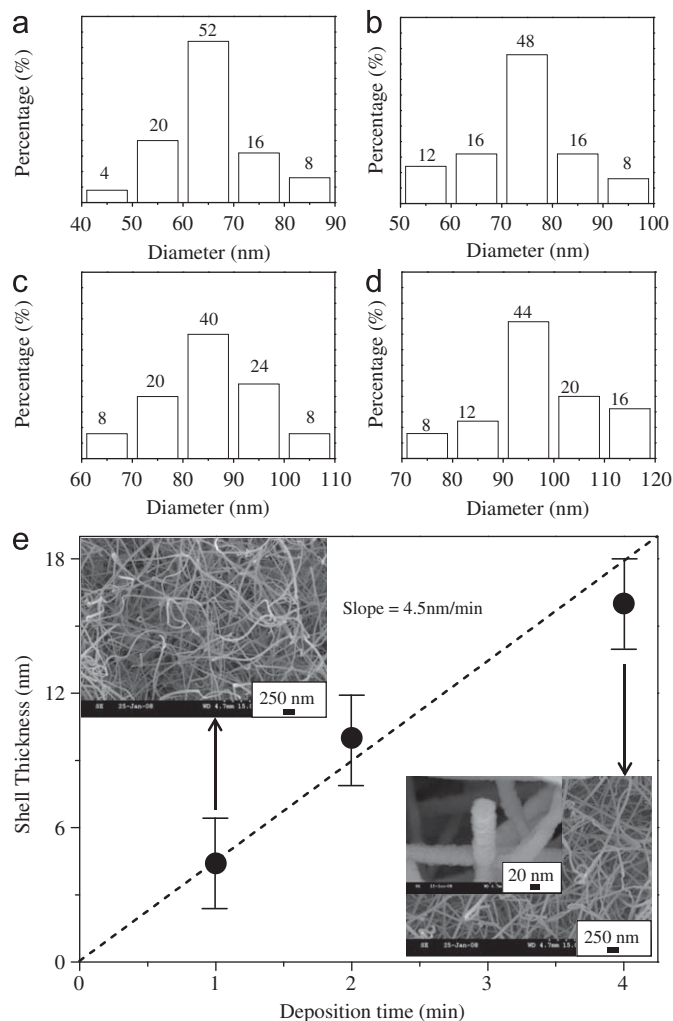 a
52
20
16
8
4
Percentage (%)
40 50 60 70 80 90
Diameter (nm)
b
48
12
16
16
8
Percentage (%)
50 60 70 80 90 100
Diameter (nm)
c
40
20
24
8
8
Percentage (%)
60 70 80 90 100 110
Diameter (nm)
d
44
20
16
12
8
Percentage (%)
70 80 90 100 110 120
Diameter (nm)
e
18
12
6
0
Shell Thickness (nm)
Slope = 4.5nm/min
250 nm
SE 25-Jan-08 WD 4.7mm 15.0
20 nm
250 nm
SE 25-Jan-08 WD 4.7mm 15.0
0 1 2 3 4
Deposition time (min)